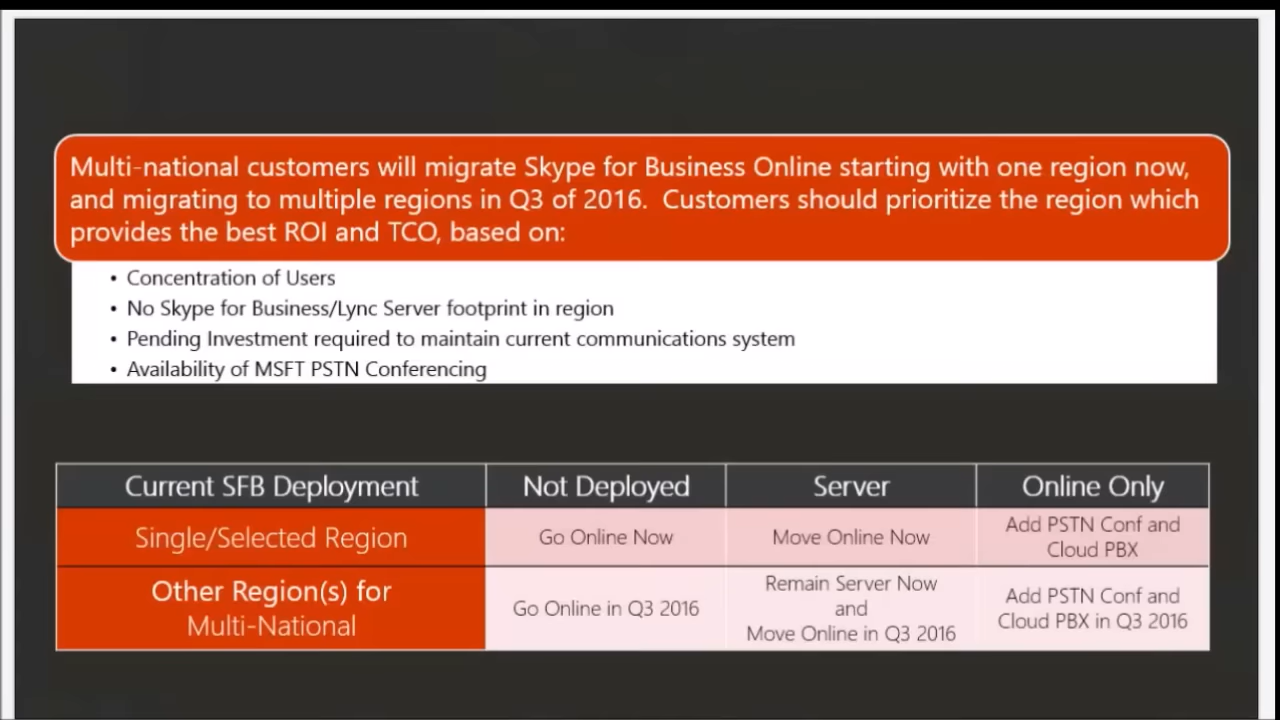 Multi-national customers will migrate Skype for Business Online starting with one region now,
and migrating to multiple regions in Q3 of 2016.  Customers should prioritize the region which
provides the best ROI and TCO, based on:
• Concentration of Users
• No Skype for Business/Lync Server footprint in region
• Pending Investment required to maintain current communications system
• Availability of MSFT PSTN Conferencing
Current SFB Deployment
Not Deployed
Server
Online Only
Single/Selected Region
Go Online Now
Move Online Now
Add PSTN Conf and
Cloud PBX
Other Region(s) for
Multi-National
Go Online in Q3 2016
Remain Server Now
and
Move Online in Q3 2016
Add PSTN Conf and
Cloud PBX in Q3 2016